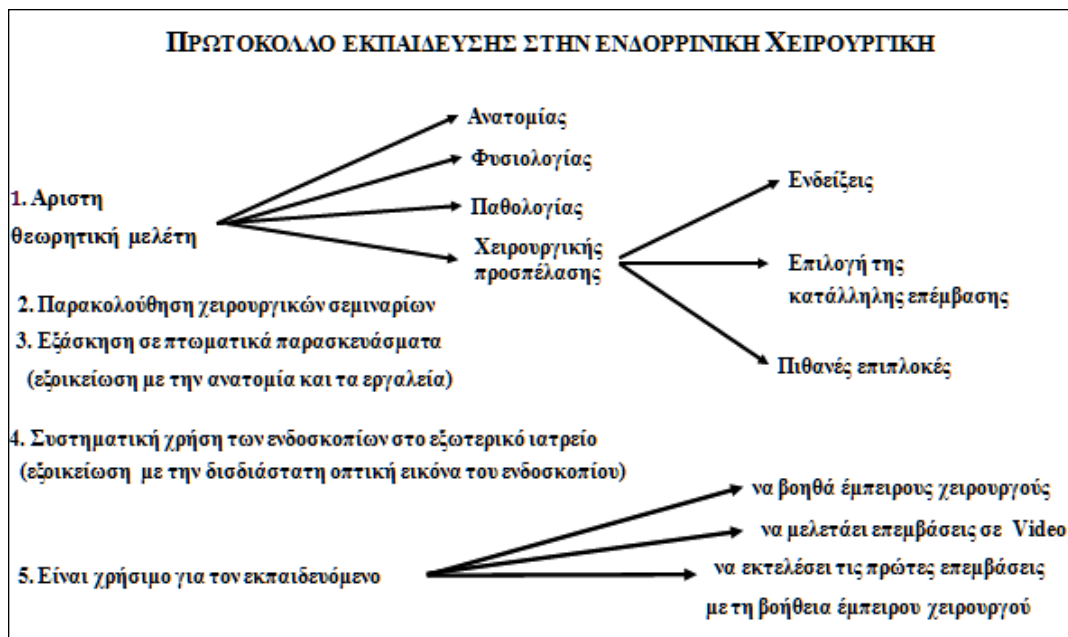 ΠΡΩΤΟΚΟΛΛΟ ΕΚΠΑΙΔΕΥΣΗΣ ΣΤΗΝ ΕΝΔΟΡΡΙΝΙΚΗ ΧΕΙΡΟΥΡΓΙΚΗ
1. Αριστη
θεωρητική μελέτη
Ανατομίας
Φυσιολογίας
Παθολογίας
Χειρουργικής
προσπέλασης
Ενδείξεις
Επιλογή της
κατάλληλης επέμβασης
Πιθανές επιπλοκές
2. Παρακολούθηση χειρουργικών σεμιναρίων
3. Εξάσκηση σε πτωματικά παρασκευάσματα
(εξοικείωση με την ανατομία και τα εργαλεία)
4. Συστηματική χρήση των ενδοσκοπίων στο εξωτερικό ιατρείο
(εξοικείωση με την δισδιάστατη οπτική εικόνα του ενδοσκοπίου)
5. Είναι χρήσιμο για τον εκπαιδευόμενο
να βοηθά έμπειρους χειρουργούς
να μελετάει επεμβάσεις σε Video
να εκτελέσει τις πρώτες επεμβάσεις
με τη βοήθεια έμπειρου χειρουργού